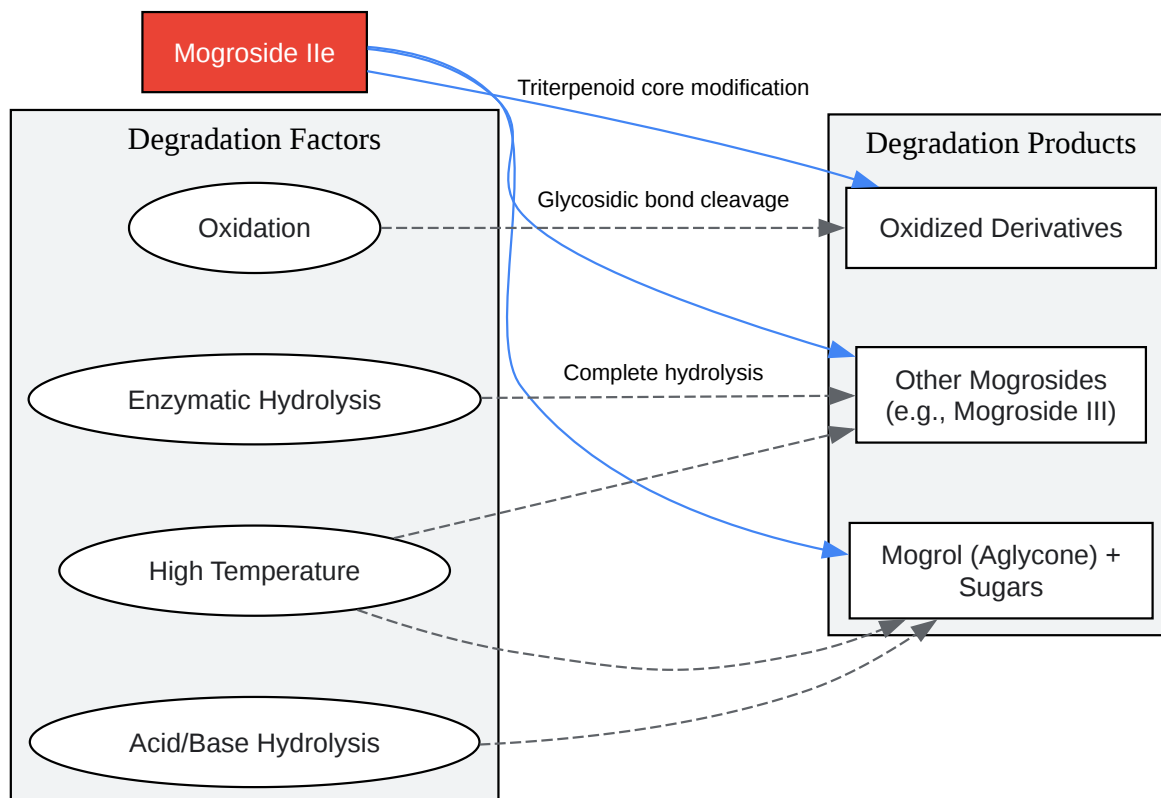 Mogroside IIe
Triterpenoid core modification
Degradation Factors
Degradation Products
Oxidation
Glycosidic bond cleavage
Oxidized Derivatives
Enzymatic Hydrolysis
Complete hydrolysis
Other Mogrosides
(e.g., Mogroside III)
High Temperature
Mogrol (Aglycone) +
Sugars
Acid/Base Hydrolysis